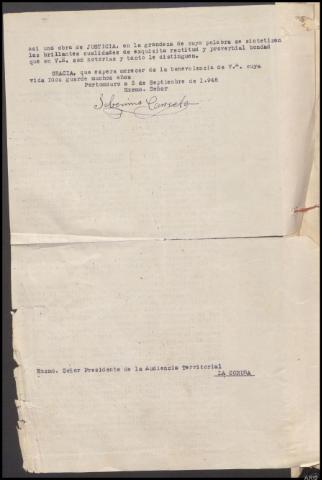 así una obra de JUSTICIA, en la grandeza de cuya palabra se sintetizan
las brillantes cualidades de exquisita rectitud y proverbial bondad
que en V.E. son notorias y tanto le distinguen.
GRACIA, que espera merecer de la benevolencia de V.ª. cuya
vida Dios guarde muchos años
Portomouro a 3 de Septiembre de 1.948
Excmo. Señor
Excmo. Señor Presidente de la Audiencia Territorial
LA CORUÑA